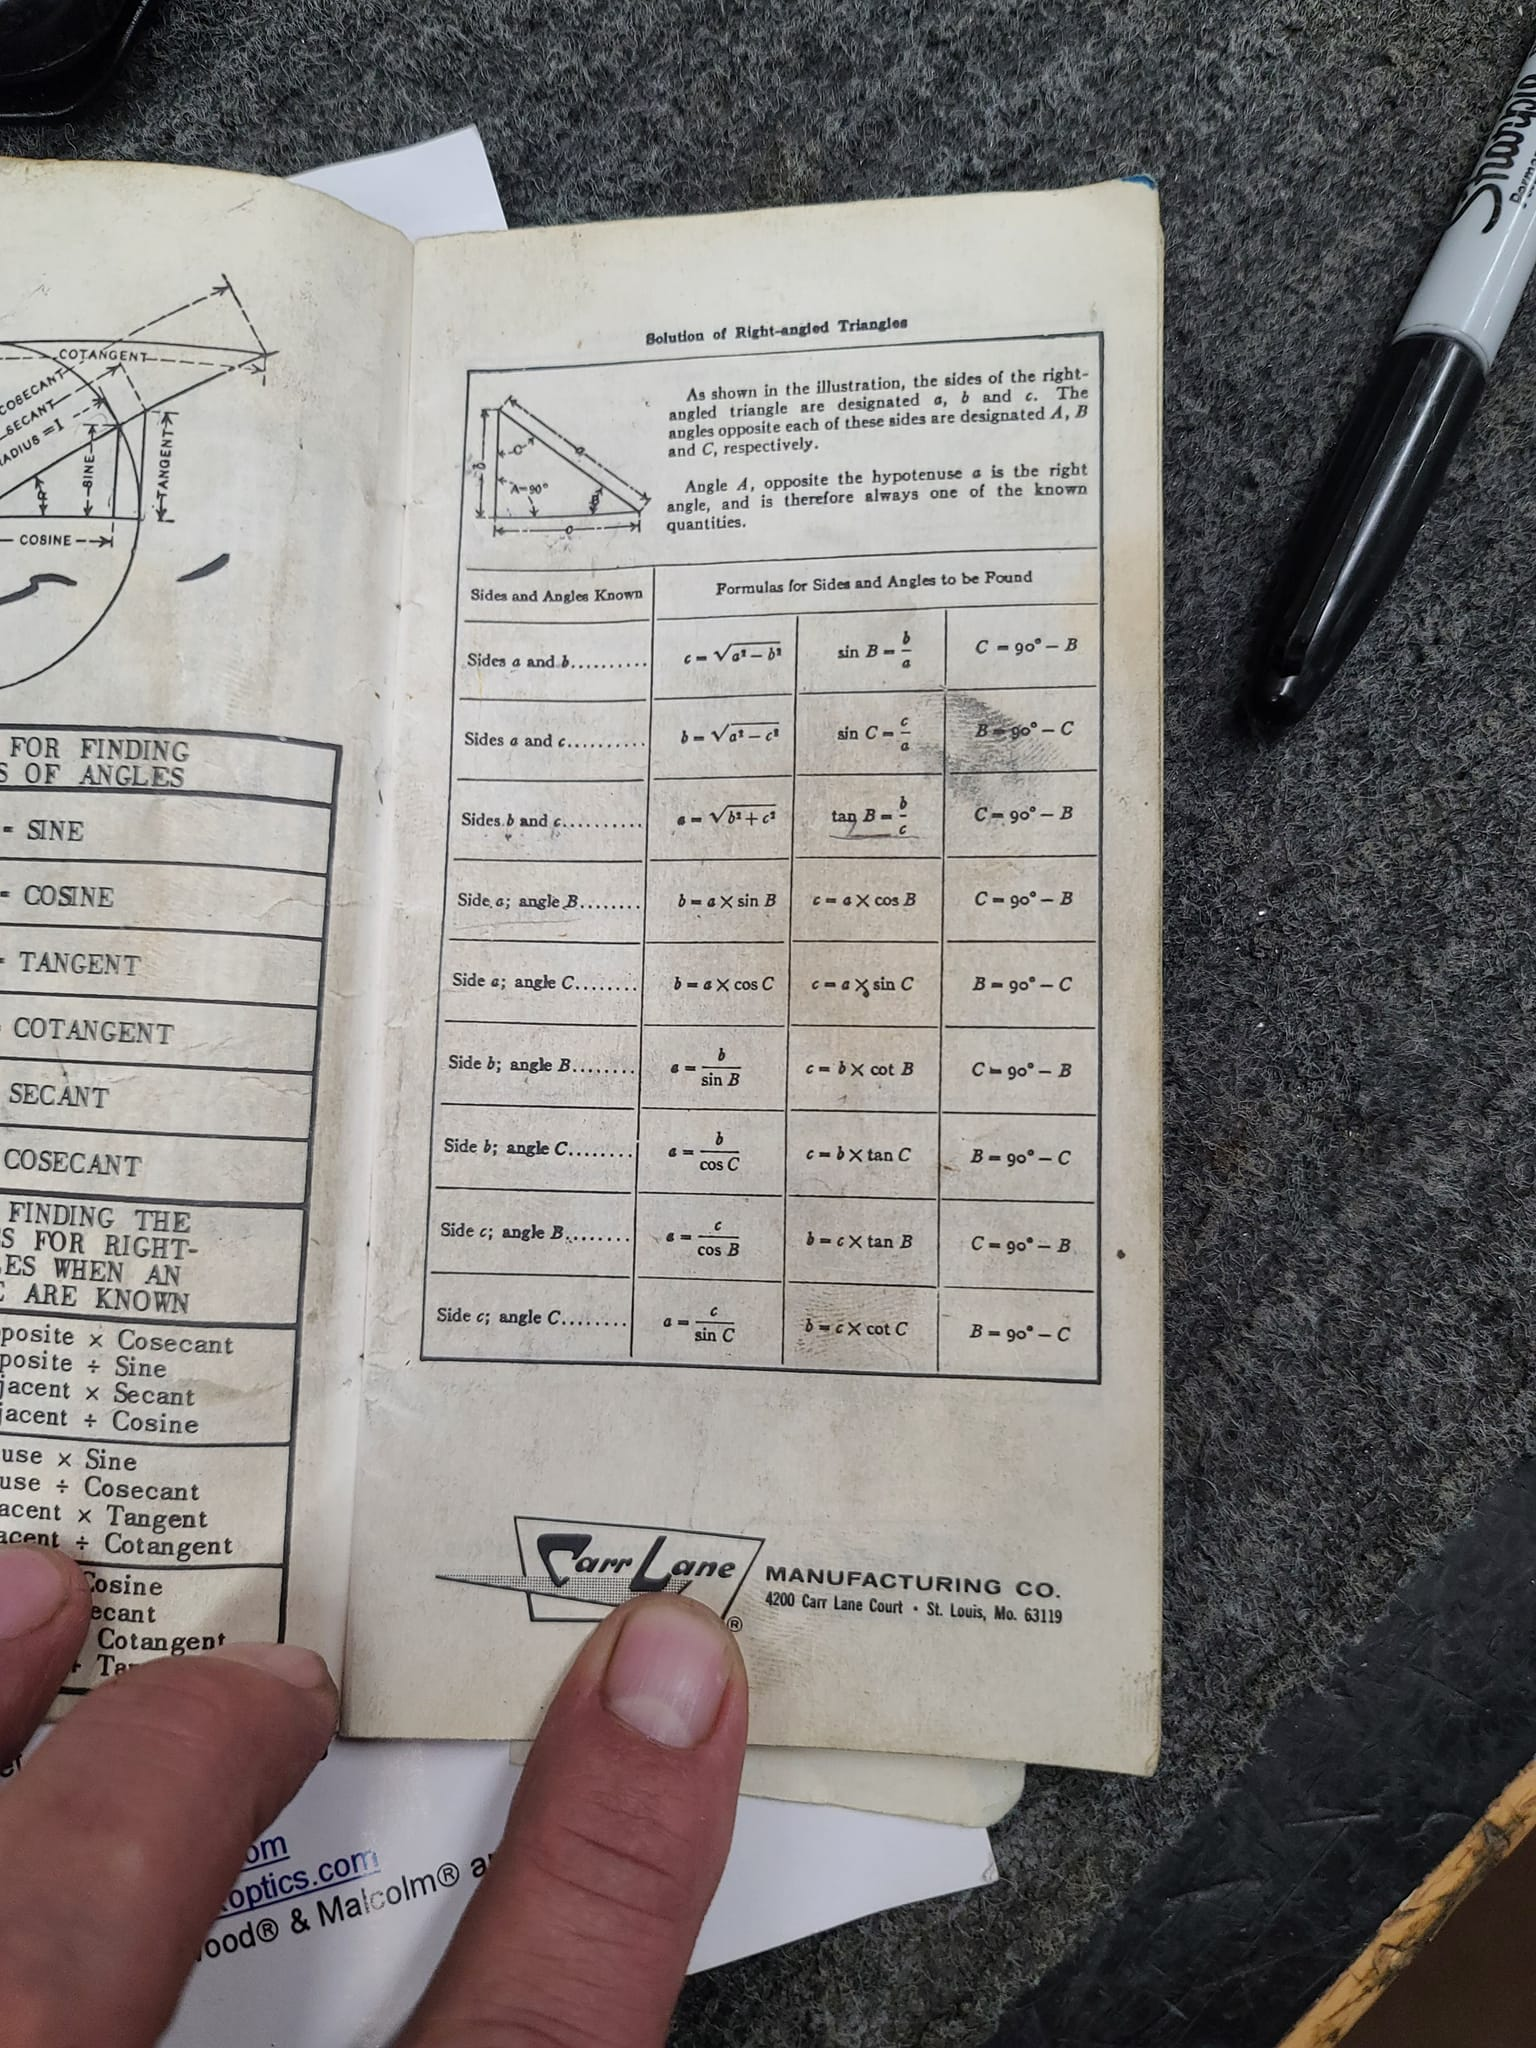 COTANGENT
COSECANT
SECANT
RADIUS = 1
SINE
TANGENT
COSINE
FOR FINDING
S OF ANGLES
= SINE
= COSINE
= TANGENT
COTANGENT
SECANT
COSECANT
FINDING THE
S FOR RIGHT-
ES WHEN AN
E ARE KNOWN
posite × Cosecant
posite ÷ Sine
jacent × Secant
jacent ÷ Cosine
use × Sine
use ÷ Cosecant
acent × Tangent
acent ÷ Cotangent
Cosine
ecant
Cotangent
Solution of Right-angled Triangles
b
C
a
A=90°
B
c
As shown in the illustration, the sides of the right-
angled triangle are designated a, b and c. The
angles opposite each of these sides are designated A, B
and C, respectively.
Angle A, opposite the hypotenuse a is the right
angle, and is therefore always one of the known
quantities.
Sides and Angles Known Formulas for Sides and Angles to be Found
Sides a and b.......... c = √a² − b² sin B = b/a C = 90° − B
Sides a and c.......... b = √a² − c² sin C = c/a B = 90° − C
Sides b and c.......... a = √b² + c² tan B = b/c C = 90° − B
Side a; angle B........ b = a × sin B c = a × cos B C = 90° − B
Side a; angle C........ b = a × cos C c = a × sin C B = 90° − C
Side b; angle B........ a = b/sin B c = b × cot B C = 90° − B
Side b; angle C........ a = b/cos C c = b × tan C B = 90° − C
Side c; angle B........ a = c/cos B b = c × tan B C = 90° − B
Side c; angle C........ a = c/sin C b = c × cot C B = 90° − C
Carr Lane ® MANUFACTURING CO.
4200 Carr Lane Court • St. Louis, Mo. 63119
om
optics.com
ood® & Malcolm®
Sharpie